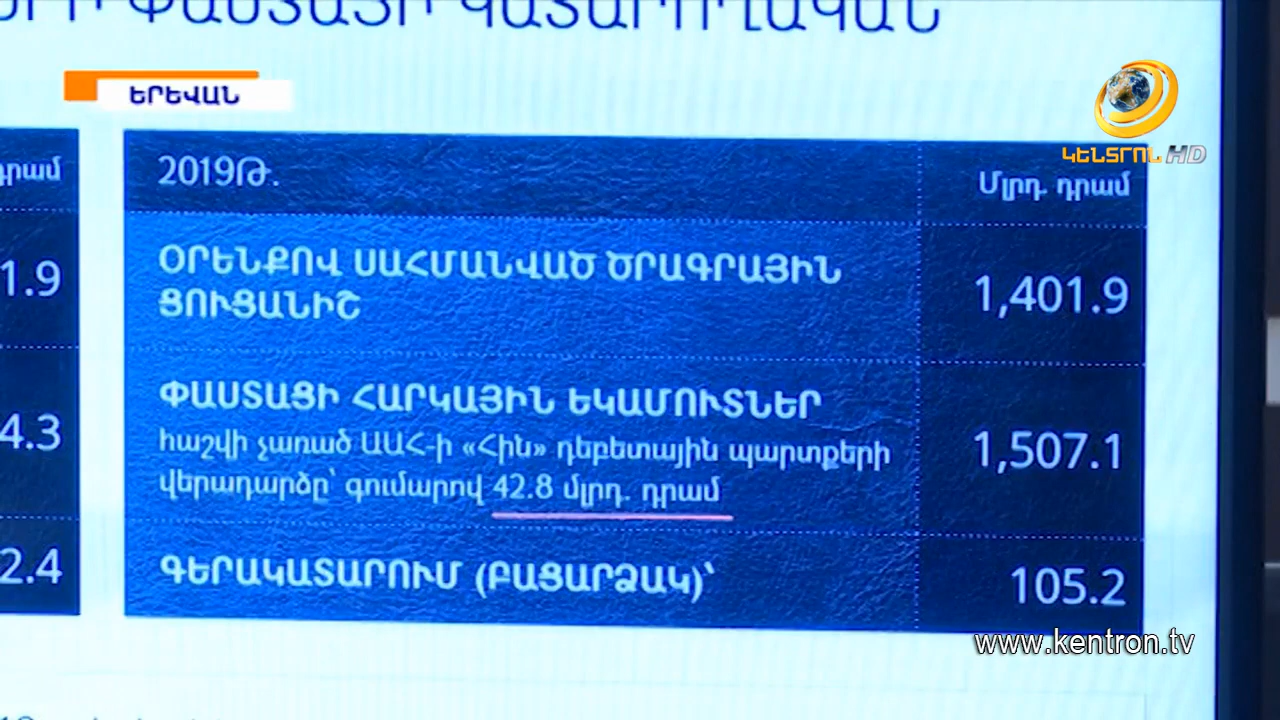 ՓԱՍՏԱՑԻ ԿԱՏԱՐՈՂԱԿԱՆ
ԵՐԵՎԱՆ
ԿԵՆՏՐՈՆ HD
դրամ
1.9
4.3
2.4
2019Թ.
Մլրդ. դրամ
ՕՐԵՆՔՈՎ ՍԱՀՄԱՆՎԱԾ ԾՐԱԳՐԱՅԻՆ
ՑՈՒՑԱՆԻՇ
1,401.9
ՓԱՍՏԱՑԻ ՀԱՐԿԱՅԻՆ ԵԿԱՄՈՒՏՆԵՐ
հաշվի չառած ԱԱՀ-ի «Հին» դեբետային պարտքերի
վերադարձը՝ գումարով 42.8 մլրդ. դրամ
1,507.1
ԳԵՐԱԿԱՏԱՐՈՒՄ (ԲԱՑԱՐՁԱԿ)՝
105.2
www.kentron.tv